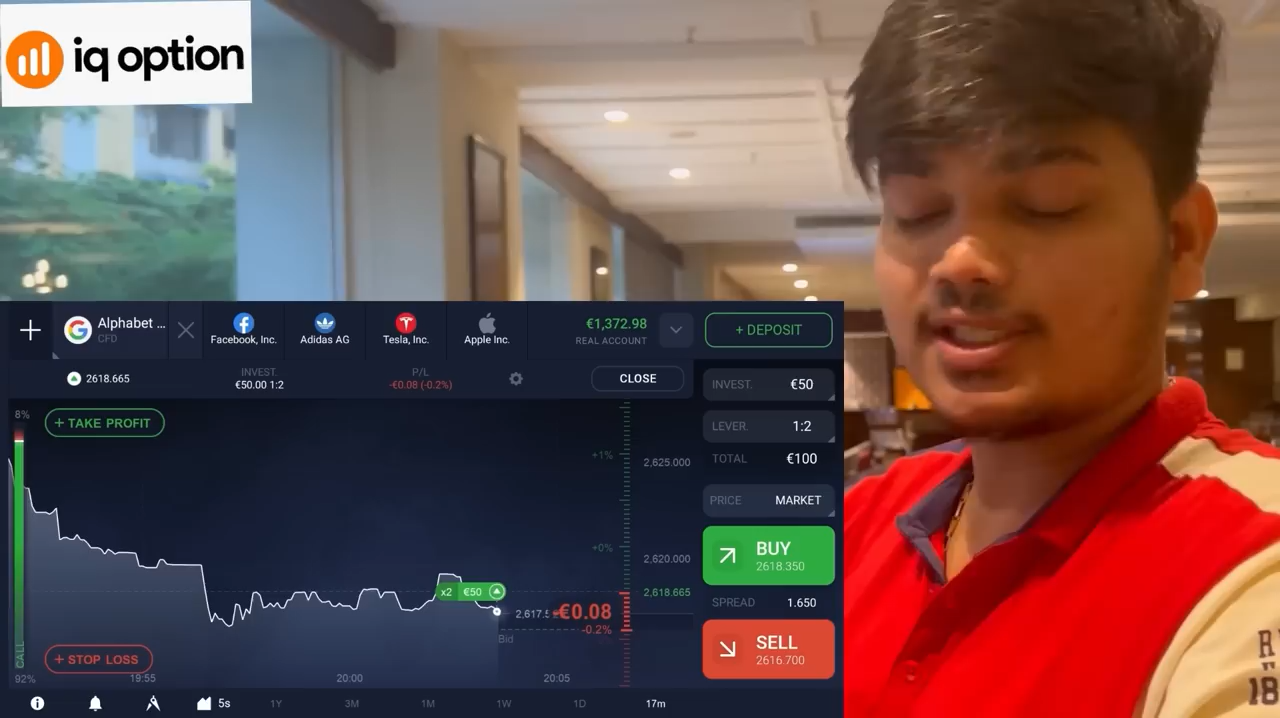 iq option
Alphabet ...
CFD
Facebook, Inc.
Adidas AG
Tesla, Inc.
Apple Inc.
€1,372.98
REAL ACCOUNT
+ DEPOSIT
2618.665
INVEST.
€50.00 1:2
P/L
-€0.08 (-0.2%)
CLOSE
INVEST.
€50
LEVER.
1:2
TOTAL
€100
PRICE
MARKET
BUY
2618.350
SPREAD
1.650
SELL
2616.700
8%
+ TAKE PROFIT
+1%
2,625.000
+0%
2,620.000
x2 €50
2,618.665
-€0.08
-0.2%
Bid
CALL
+ STOP LOSS
92%
19:55
20:00
20:05
5s
1Y
3M
1M
1W
1D
17m
R
18